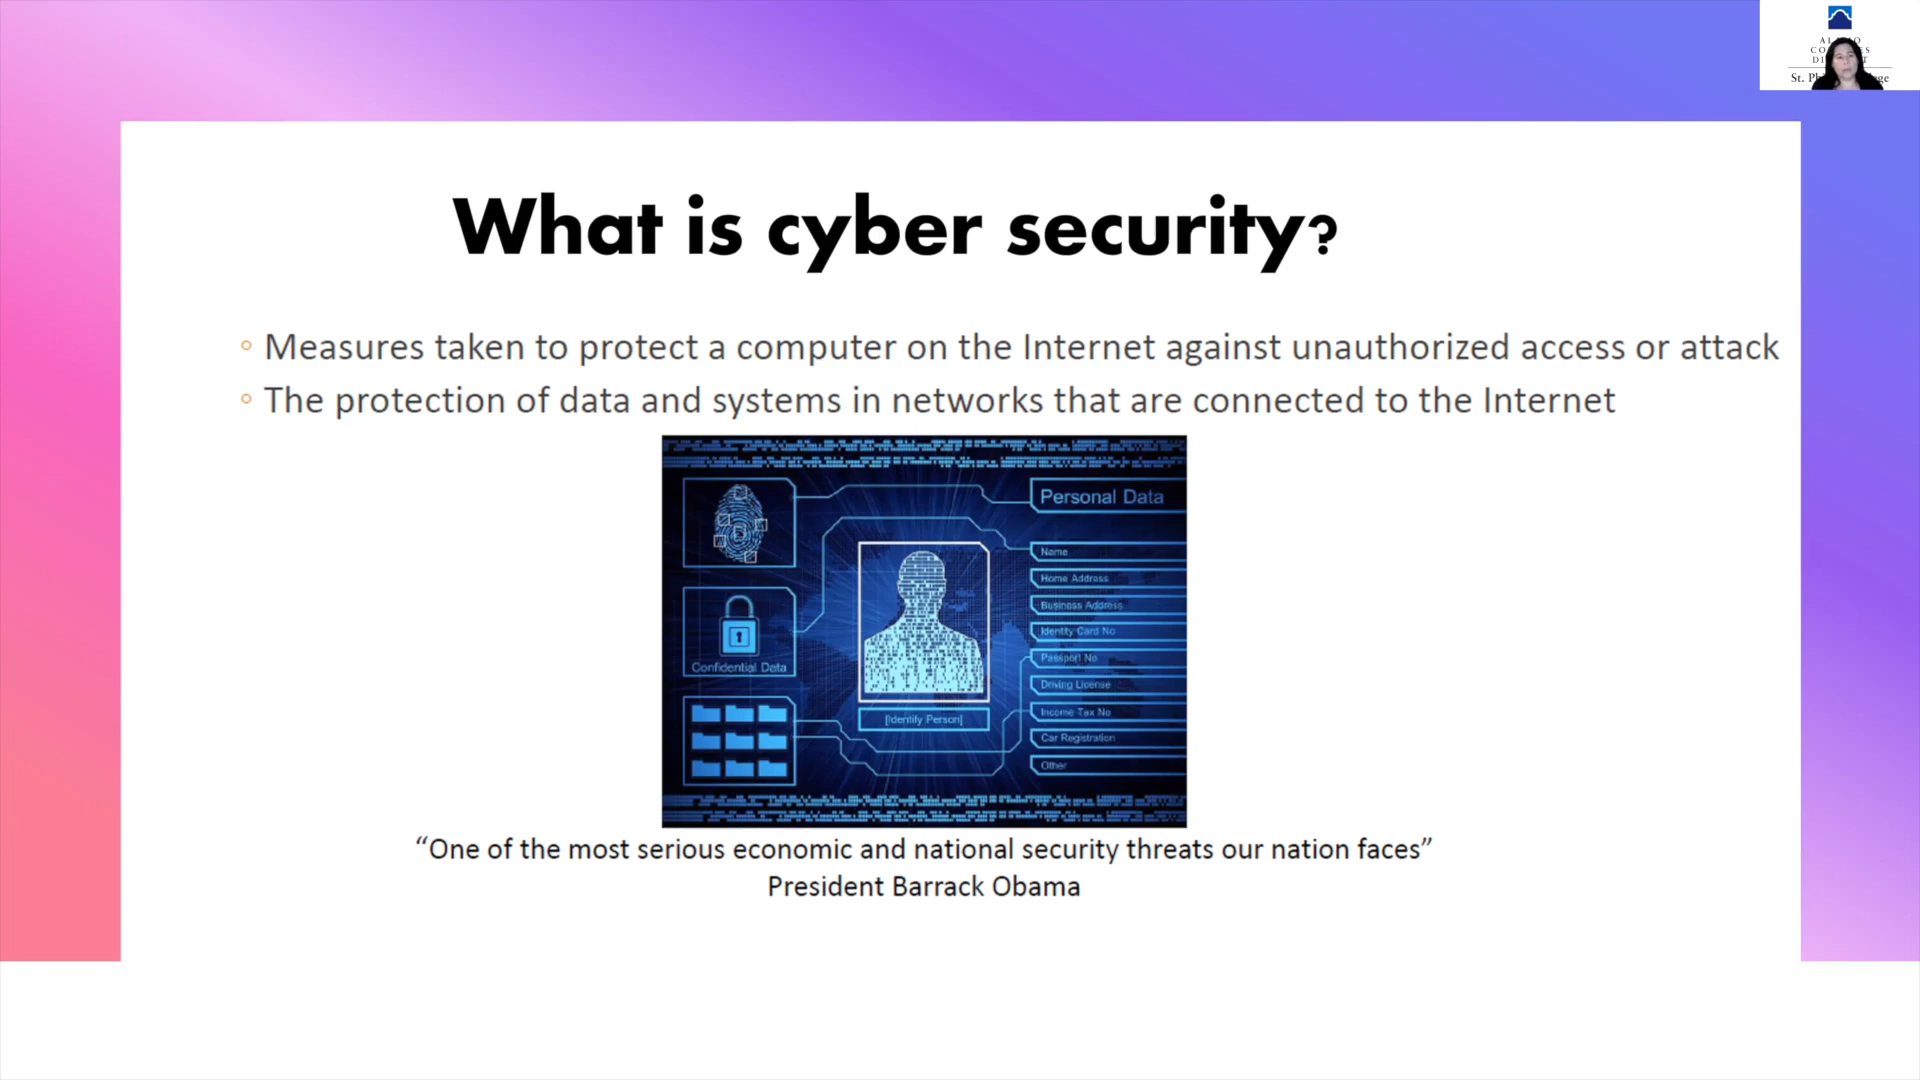 What is cyber security?
Measures taken to protect a computer on the Internet against unauthorized access or attack
The protection of data and systems in networks that are connected to the Internet
Personal Data
Name
Home Address
Business Address
Identity Card No
Passport No
Driving License
Income Tax No
Car Registration
Other
Confidential Data
[Identify Person]
“One of the most serious economic and national security threats our nation faces”
President Barrack Obama
St.